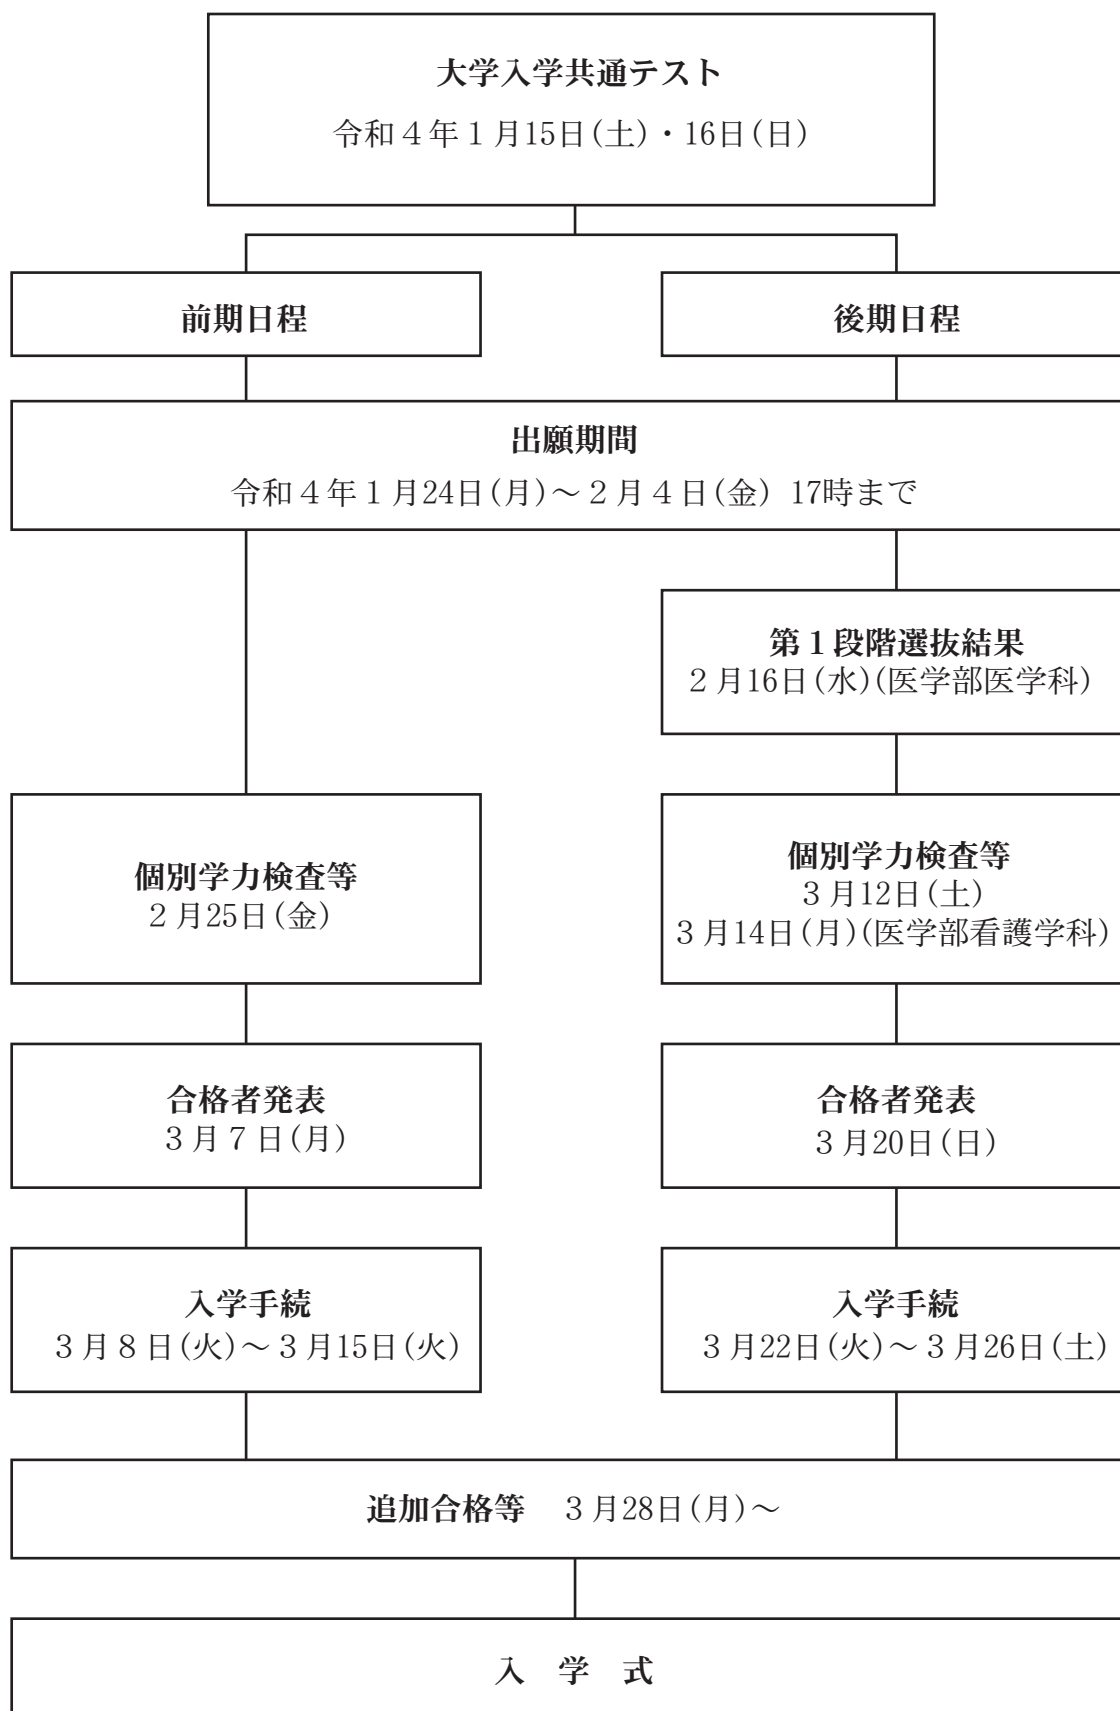 大学入学共通テスト
令和４年１月15日(土)・16日(日)
前期日程
後期日程
出願期間
令和４年１月24日(月)～２月４日(金) 17時まで
第１段階選抜結果
２月16日(水)(医学部医学科)
個別学力検査等
２月25日(金)
個別学力検査等
３月12日(土)
３月14日(月)(医学部看護学科)
合格者発表
３月７日(月)
合格者発表
３月20日(日)
入学手続
３月８日(火)～３月15日(火)
入学手続
３月22日(火)～３月26日(土)
追加合格等　３月28日(月)～
入　学　式